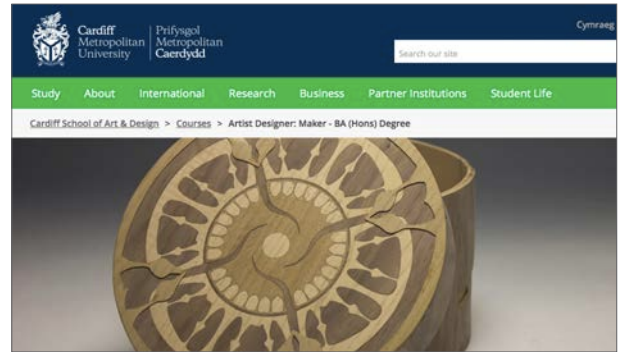 Cardiff
Metropolitan
University
Prifysgol
Metropolitan
Caerdydd
Cymraeg
Search our site
Study About International Research Business Partner Institutions Student Life
Cardiff School of Art & Design > Courses > Artist Designer: Maker - BA (Hons) Degree